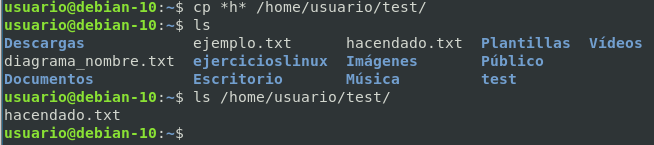 usuario@debian-10:~$ cp *h* /home/usuario/test/
usuario@debian-10:~$ ls
Descargas ejemplo.txt hacendado.txt Plantillas Vídeos
diagrama_nombre.txt ejercicioslinux Imágenes Público
Documentos Escritorio Música test
usuario@debian-10:~$ ls /home/usuario/test/
hacendado.txt
usuario@debian-10:~$